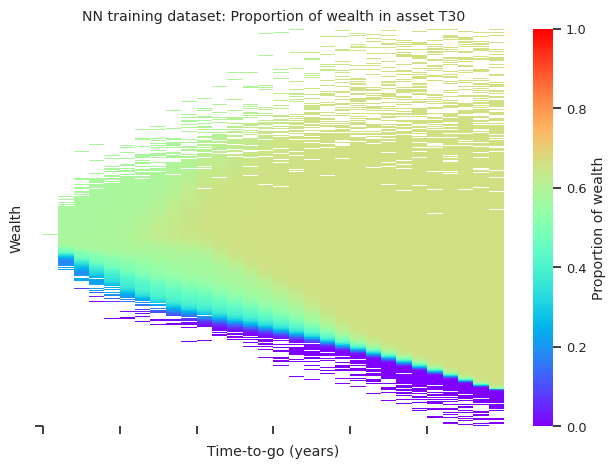 NN training dataset: Proportion of wealth in asset T30
Wealth
Time-to-go (years)
1.0
0.8
0.6
0.4
0.2
0.0
Proportion of wealth